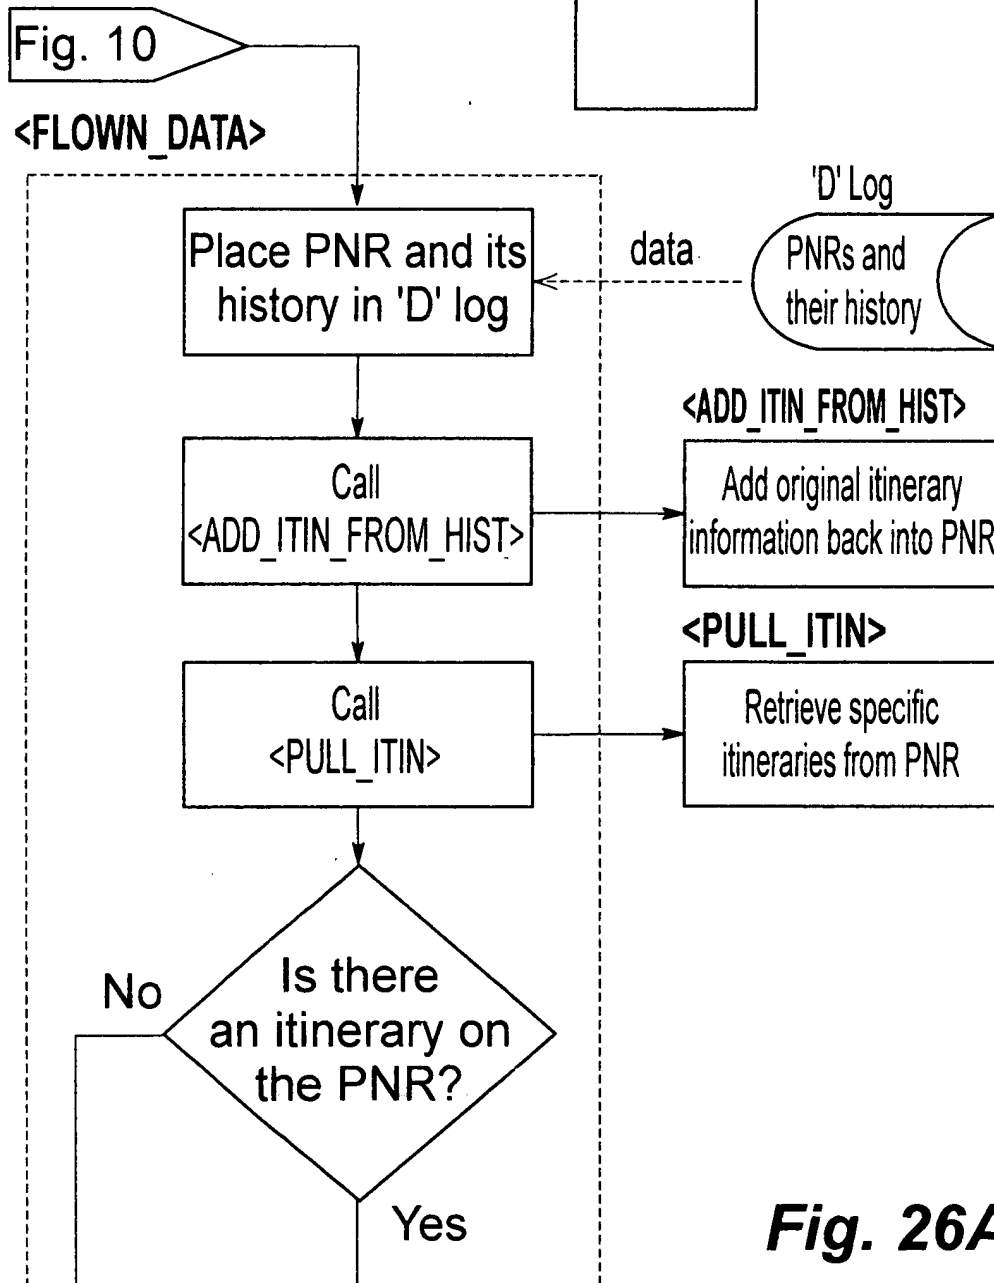 Fig. 10
<FLOWN_DATA>
'D' Log
Place PNR and its
history in 'D' log
data
PNRs and
their history
<ADD_ITIN_FROM_HIST>
Call
<ADD_ITIN_FROM_HIST>
Add original itinerary
information back into PNR
<PULL_ITIN>
Call
<PULL_ITIN>
Retrieve specific
itineraries from PNR
No
Is there
an itinerary on
the PNR?
Yes
Fig. 26A